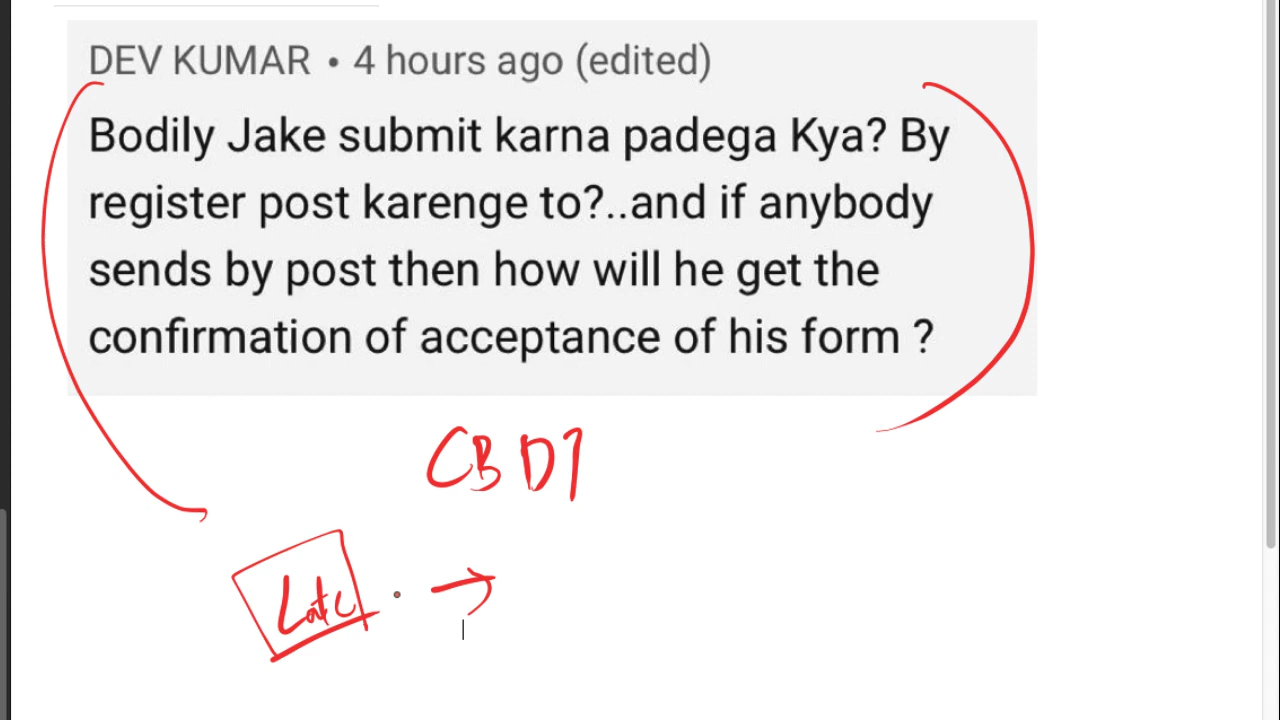 DEV KUMAR • 4 hours ago (edited)
Bodily Jake submit karna padega Kya? By
register post karenge to?..and if anybody
sends by post then how will he get the
confirmation of acceptance of his form ?
CBDT
Late